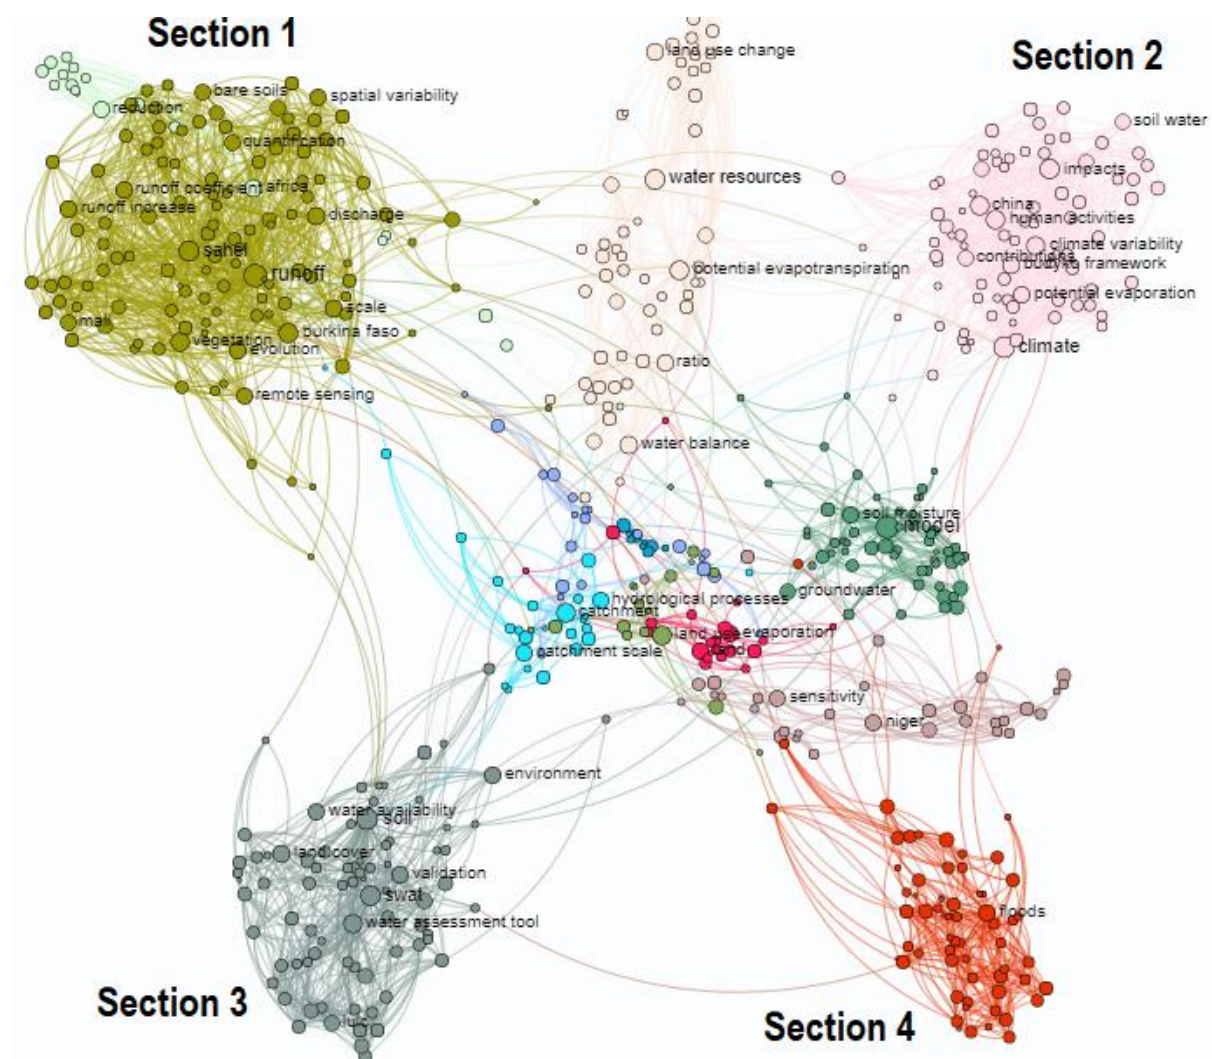 Section 1
Section 2
Section 3
Section 4
reduction
bare soils
spatial variability
quantification
runoff coefficient
africa
runoff increase
discharge
sahel
runoff
scale
mali
burkina faso
vegetation
evolution
remote sensing
land use change
water resources
potential evapotranspiration
ratio
water balance
soil water
impacts
china
human activities
climate variability
contributions
budyko framework
potential evaporation
climate
soil moisture
model
groundwater
hydrological processes
catchment
catchment scale
land use
evaporation
sensitivity
niger
environment
water availability
soil
land cover
validation
swat
water assessment tool
floods